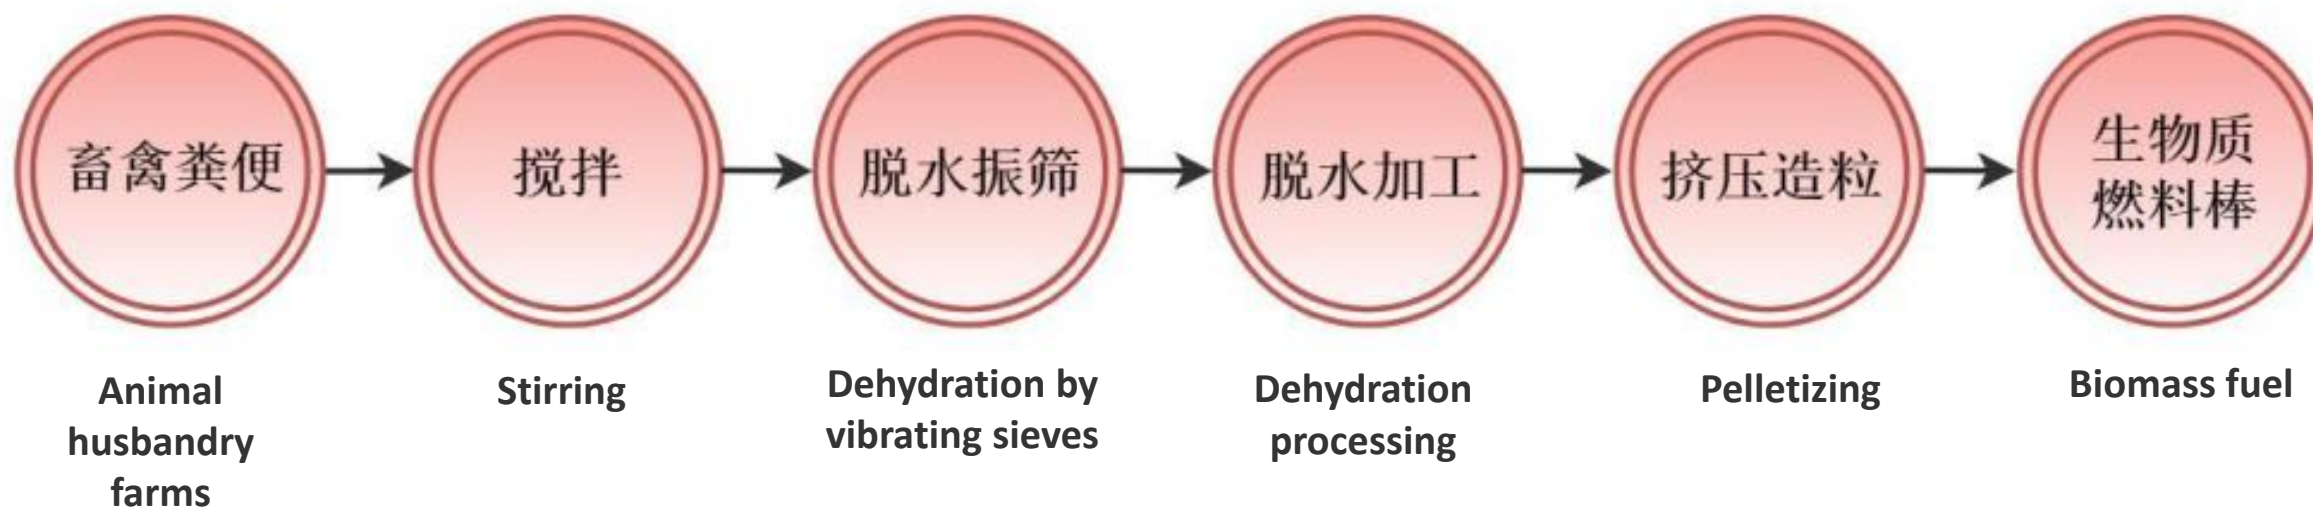 畜禽粪便
搅拌
脱水振筛
脱水加工
挤压造粒
生物质
燃料棒
Animal
husbandry
farms
Stirring
Dehydration by
vibrating sieves
Dehydration
processing
Pelletizing
Biomass fuel